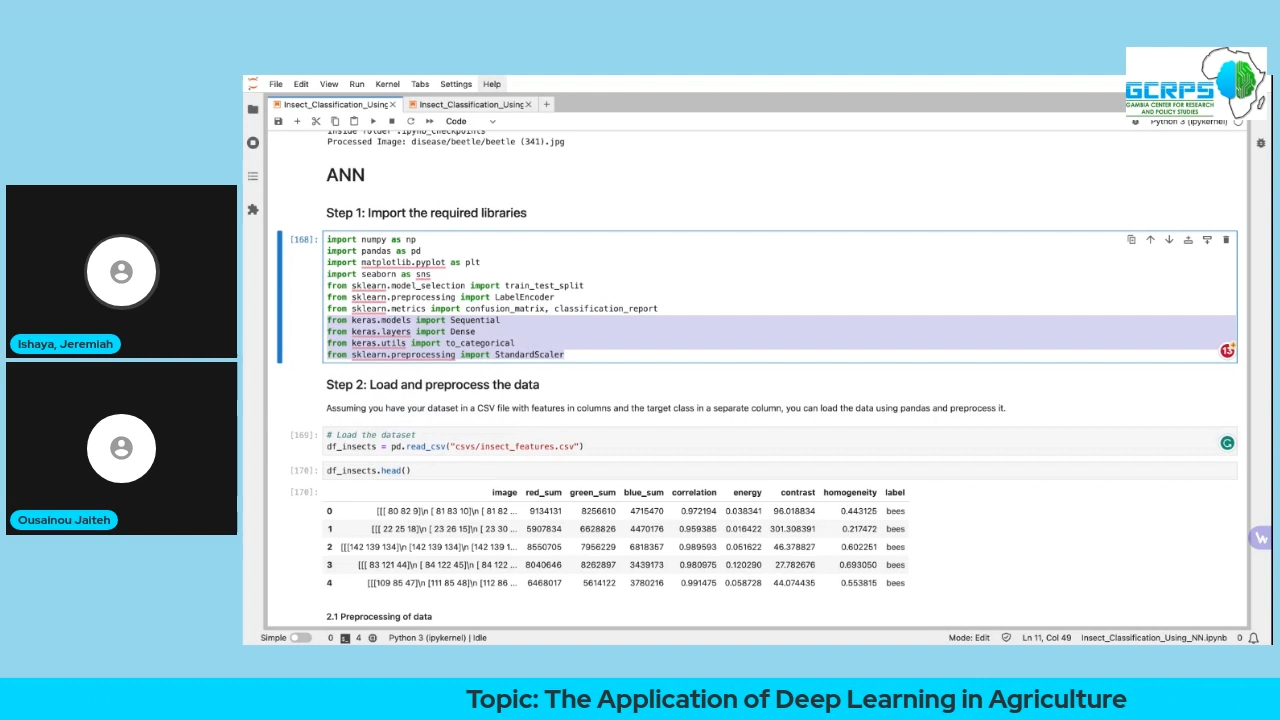 GCRPS
GAMBIA CENTER FOR RESEARCH
AND POLICY STUDIES
File Edit View Run Kernel Tabs Settings Help
Insect_Classification_Using
Insect_Classification_Using
Code
Python 3 (ipykernel)
Inside folder .ipynb_checkpoints
Processed Image: disease/beetle/beetle (341).jpg
ANN
Step 1: Import the required libraries
[168]:
import numpy as np
import pandas as pd
import matplotlib.pyplot as plt
import seaborn as sns
from sklearn.model_selection import train_test_split
from sklearn.preprocessing import LabelEncoder
from sklearn.metrics import confusion_matrix, classification_report
from keras.models import Sequential
from keras.layers import Dense
from keras.utils import to_categorical
from sklearn.preprocessing import StandardScaler
13
Step 2: Load and preprocess the data
Assuming you have your dataset in a CSV file with features in columns and the target class in a separate column, you can load the data using pandas and preprocess it.
[169]: # Load the dataset
df_insects = pd.read_csv("csvs/insect_features.csv")
[170]: df_insects.head()
[170]: image red_sum green_sum blue_sum correlation energy contrast homogeneity label
0 [[[ 80 82 9]\n [ 81 83 10]\n [ 81 82 ... 9134131 8256610 4715470 0.972194 0.038341 96.018834 0.443125 bees
1 [[[ 22 25 18]\n [ 23 26 15]\n [ 23 30 ... 5907834 6628826 4470176 0.959385 0.016422 301.308391 0.217472 bees
2 [[[142 139 134]\n [142 139 134]\n [142 139 1... 8550705 7956229 6818357 0.989593 0.051622 46.378827 0.602251 bees
3 [[[ 83 121 44]\n [ 84 122 45]\n [ 84 122 ... 8040646 8262897 3439173 0.980975 0.120290 27.782676 0.693050 bees
4 [[[109 85 47]\n [111 85 48]\n [112 86 ... 6468017 5614122 3780216 0.991475 0.058728 44.074435 0.553815 bees
2.1 Preprocessing of data
Simple 0 4 Python 3 (ipykernel) | Idle Mode: Edit Ln 11, Col 49 Insect_Classification_Using_NN.ipynb 0
Ishaya, Jeremiah
Ousainou Jaiteh
Topic: The Application of Deep Learning in Agriculture